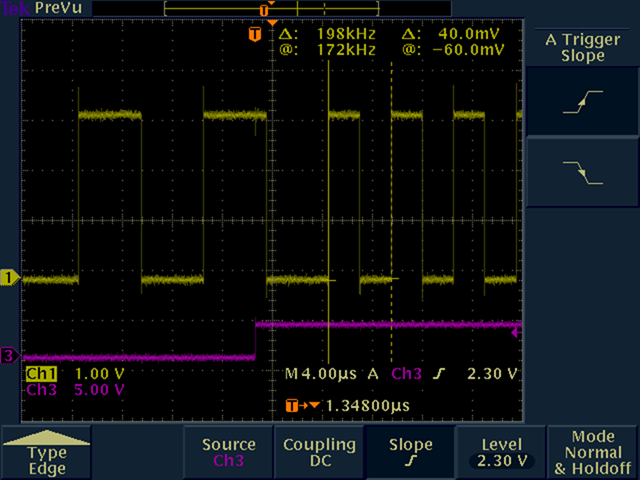 Tek PreVu
T
T
Δ: 198kHz Δ: 40.0mV
@: 172kHz @: −60.0mV
A Trigger
Slope
1
3
Ch1 1.00 V M 4.00µs A Ch3 2.30 V
Ch3 5.00 V
T 1.34800µs
Type
Edge
Source
Ch3
Coupling
DC
Slope
Level
2.30 V
Mode
Normal
& Holdoff